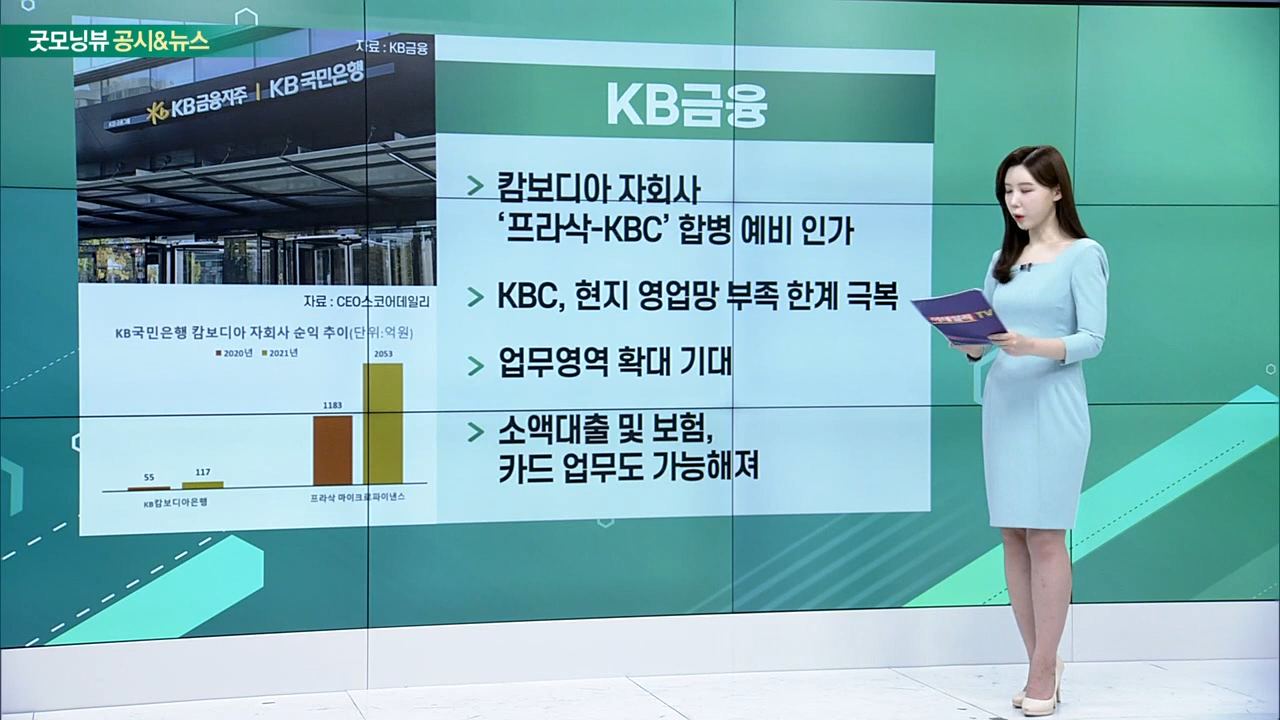 굿모닝뷰 공시&뉴스
자료 : KB금융
KB금융지주 | KB국민은행
자료 : CEO스코어데일리
KB국민은행 캄보디아 자회사 순익 추이(단위:억원)
2020년 2021년
55
117
1183
2053
KB캄보디아은행
프라삭 마이크로파이낸스
KB금융
캄보디아 자회사
‘프라삭-KBC’ 합병 예비 인가
KBC, 현지 영업망 부족 한계 극복
업무영역 확대 기대
소액대출 및 보험,
카드 업무도 가능해져
이데일리 TV